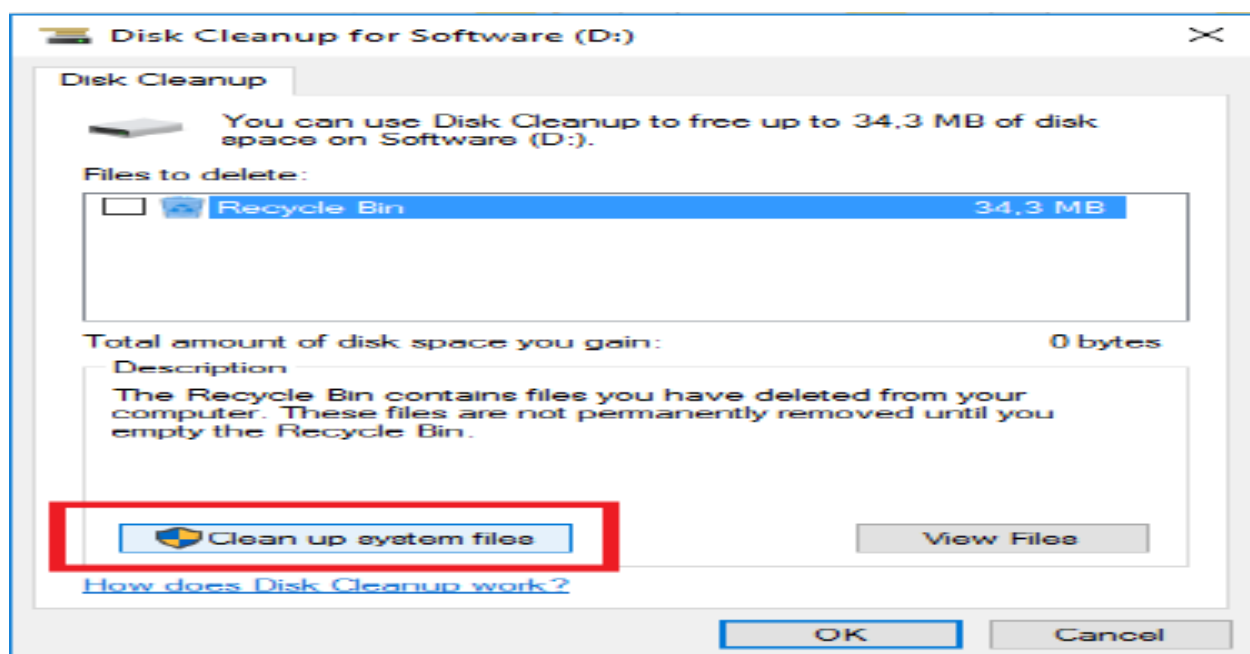 Disk Cleanup for Software (D:)
Disk Cleanup
You can use Disk Cleanup to free up to 34,3 MB of disk
space on Software (D:).
Files to delete:
Recycle Bin 34,3 MB
Total amount of disk space you gain: 0 bytes
Description
The Recycle Bin contains files you have deleted from your
computer. These files are not permanently removed until you
empty the Recycle Bin.
Clean up system files View Files
How does Disk Cleanup work?
OK Cancel